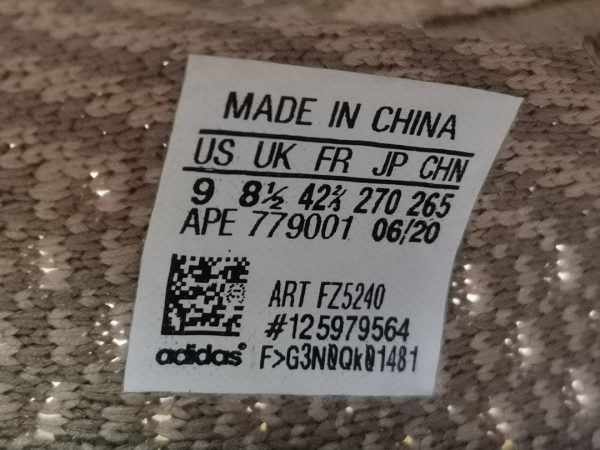 MADE IN CHINA
US UK FR JP CHN
9 8½ 42⅔ 270 265
APE 779001 06/20
ART FZ5240
#125979564
adidas®
F>G3N0Qk01481